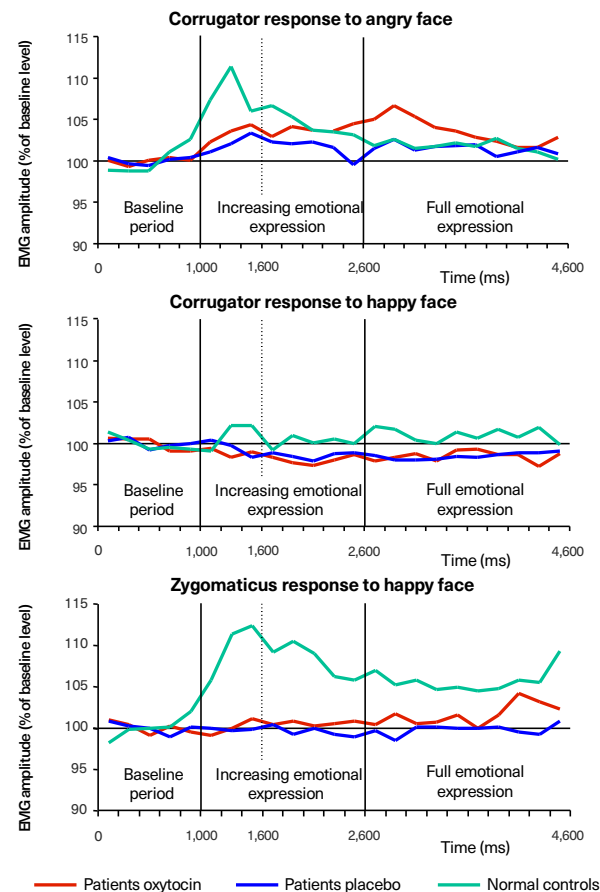 Corrugator response to angry face
EMG amplitude (% of baseline level)
115
110
105
100
95
90
Baseline
period
Increasing emotional
expression
Full emotional
expression
0
1,000
1,600
2,600
4,600
Time (ms)
Corrugator response to happy face
EMG amplitude (% of baseline level)
115
110
105
100
95
90
Baseline
period
Increasing emotional
expression
Full emotional
expression
0
1,000
1,600
2,600
4,600
Time (ms)
Zygomaticus response to happy face
EMG amplitude (% of baseline level)
115
110
105
100
95
90
Baseline
period
Increasing emotional
expression
Full emotional
expression
0
1,000
1,600
2,600
4,600
Time (ms)
Patients oxytocin
Patients placebo
Normal controls